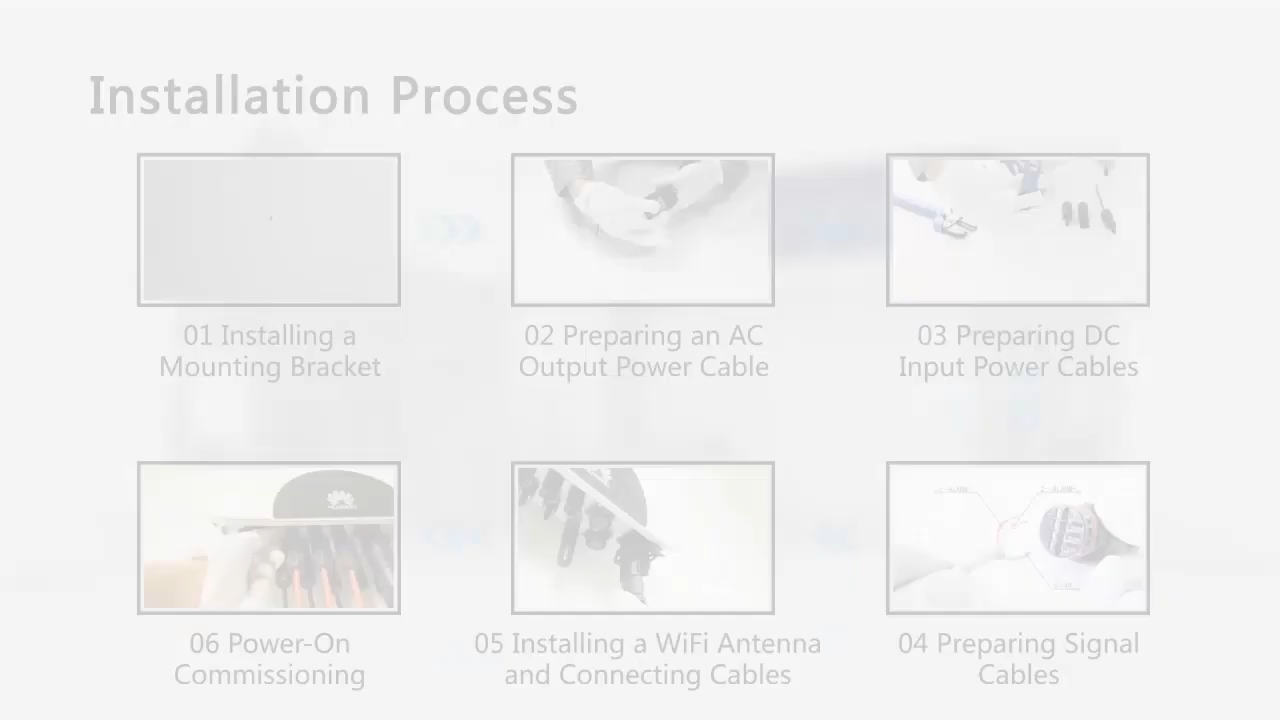 Installation Process
01 Installing a
Mounting Bracket
02 Preparing an AC
Output Power Cable
03 Preparing DC
Input Power Cables
06 Power-On
Commissioning
05 Installing a WiFi Antenna
and Connecting Cables
04 Preparing Signal
Cables